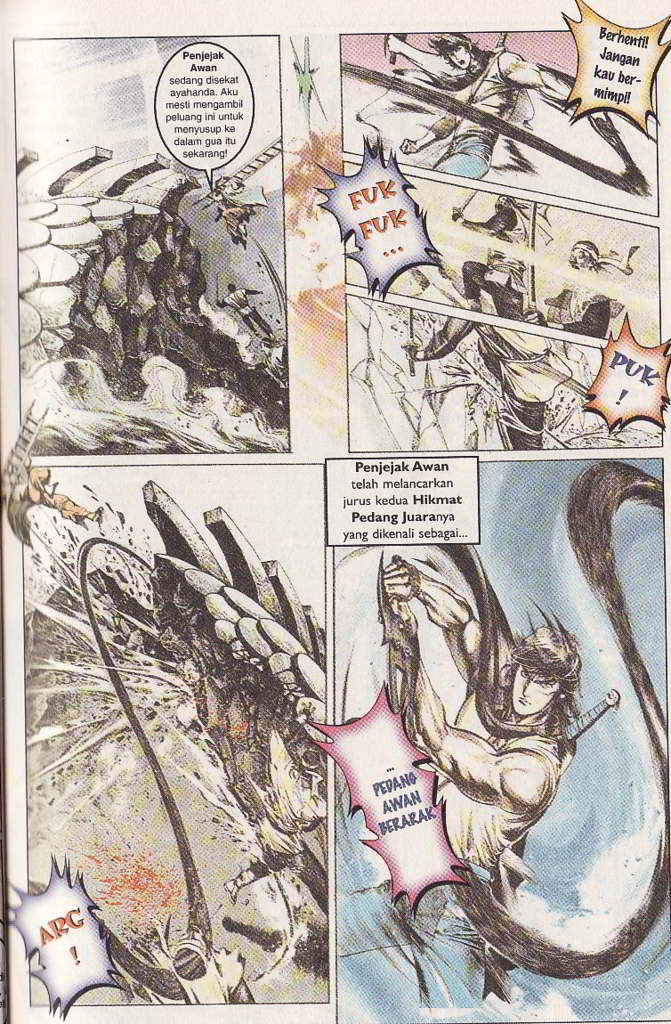 Penjejak
Awan
sedang disekat
ayahanda. Aku
mesti mengambil
peluang ini untuk
menyusup ke
dalam gua itu
sekarang!
Berhenti!
Jangan
kau ber-
mimpi!
FUK
FUK
...
PUK
!
ARG
!
Penjejak Awan
telah melancarkan
jurus kedua Hikmat
Pedang Juaranya
yang dikenali sebagai...
...
PEDANG
AWAN
BERARAK